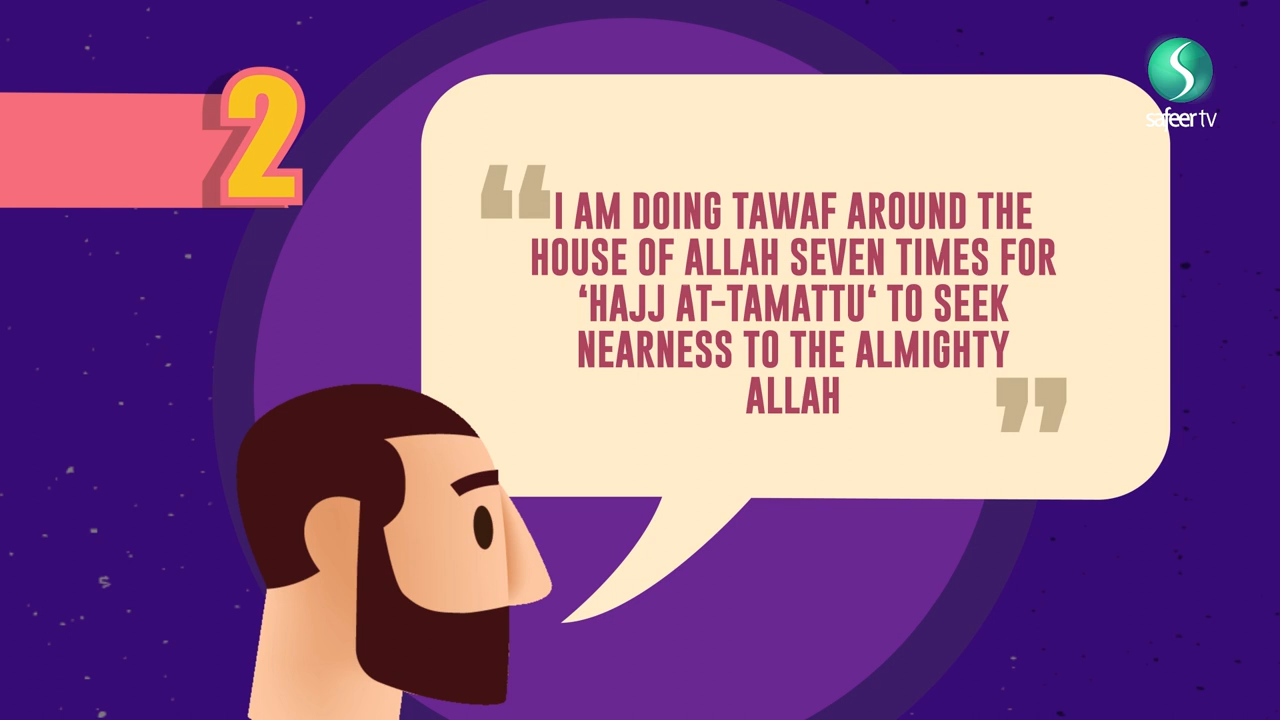 safeer tv
2
“I AM DOING TAWAF AROUND THE
HOUSE OF ALLAH SEVEN TIMES FOR
‘HAJJ AT-TAMATTU‘ TO SEEK
NEARNESS TO THE ALMIGHTY
ALLAH”